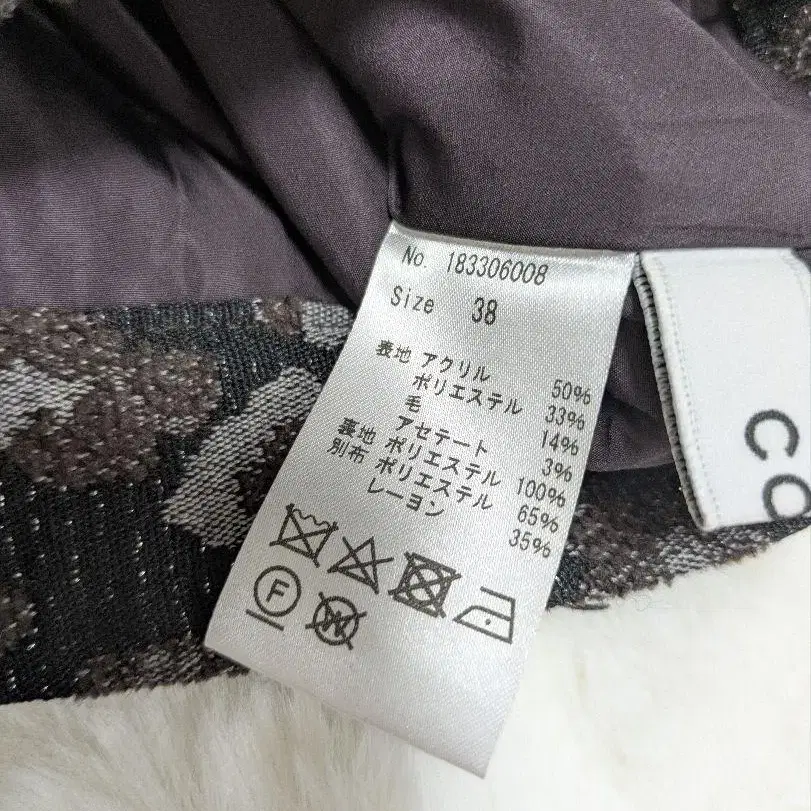 No. 183306008
Size 38
表地 アクリル 50%
ポリエステル 33%
毛 14%
アセテート 3%
裏地 ポリエステル 100%
別布 ポリエステル 65%
レーヨン 35%
F
W
CO